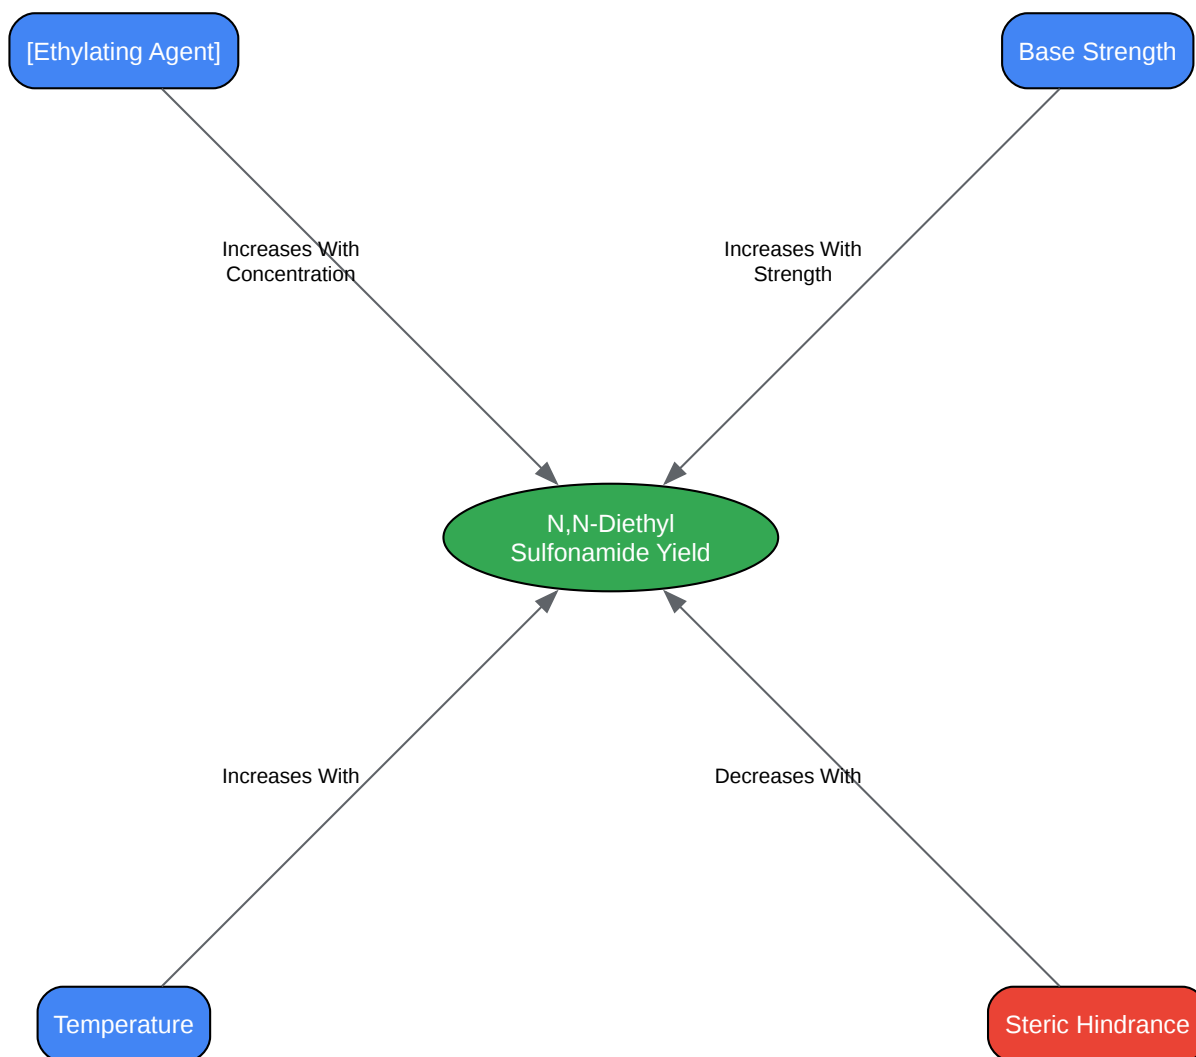 [Ethylating Agent]
Base Strength
Increases With
Concentration
Increases With
Strength
N,N-Diethyl
Sulfonamide Yield
Increases With
Decreases With
Temperature
Steric Hindrance